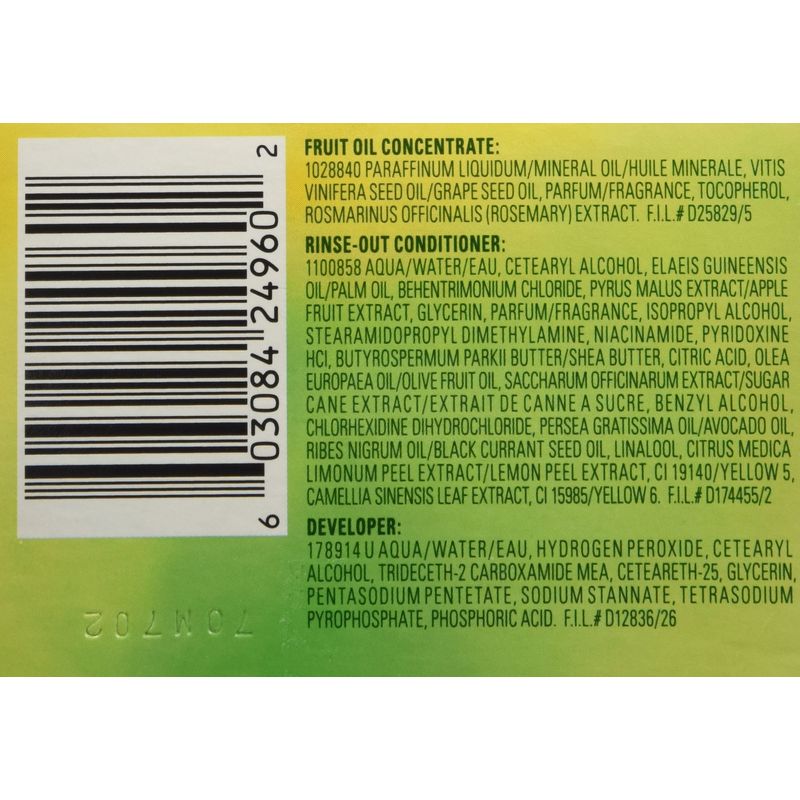 6 03084 24960 2
70M702
FRUIT OIL CONCENTRATE:
1028840 PARAFFINUM LIQUIDUM/MINERAL OIL/HUILE MINERALE, VITIS
VINIFERA SEED OIL/GRAPE SEED OIL, PARFUM/FRAGRANCE, TOCOPHEROL,
ROSMARINUS OFFICINALIS (ROSEMARY) EXTRACT. F.I.L.# D25829/5
RINSE-OUT CONDITIONER:
1100858 AQUA/WATER/EAU, CETEARYL ALCOHOL, ELAEIS GUINEENSIS
OIL/PALM OIL, BEHENTRIMONIUM CHLORIDE, PYRUS MALUS EXTRACT/APPLE
FRUIT EXTRACT, GLYCERIN, PARFUM/FRAGRANCE, ISOPROPYL ALCOHOL,
STEARAMIDOPROPYL DIMETHYLAMINE, NIACINAMIDE, PYRIDOXINE
HCI, BUTYROSPERMUM PARKII BUTTER/SHEA BUTTER, CITRIC ACID, OLEA
EUROPAEA OIL/OLIVE FRUIT OIL, SACCHARUM OFFICINARUM EXTRACT/SUGAR
CANE EXTRACT/EXTRAIT DE CANNE A SUCRE, BENZYL ALCOHOL,
CHLORHEXIDINE DIHYDROCHLORIDE, PERSEA GRATISSIMA OIL/AVOCADO OIL,
RIBES NIGRUM OIL/BLACK CURRANT SEED OIL, LINALOOL, CITRUS MEDICA
LIMONUM PEEL EXTRACT/LEMON PEEL EXTRACT, CI 19140/YELLOW 5,
CAMELLIA SINENSIS LEAF EXTRACT, CI 15985/YELLOW 6. F.I.L.# D174455/2
DEVELOPER:
178914 U AQUA/WATER/EAU, HYDROGEN PEROXIDE, CETEARYL
ALCOHOL, TRIDECETH-2 CARBOXAMIDE MEA, CETEARETH-25, GLYCERIN,
PENTASODIUM PENTETATE, SODIUM STANNATE, TETRASODIUM
PYROPHOSPHATE, PHOSPHORIC ACID. F.I.L.# D12836/26